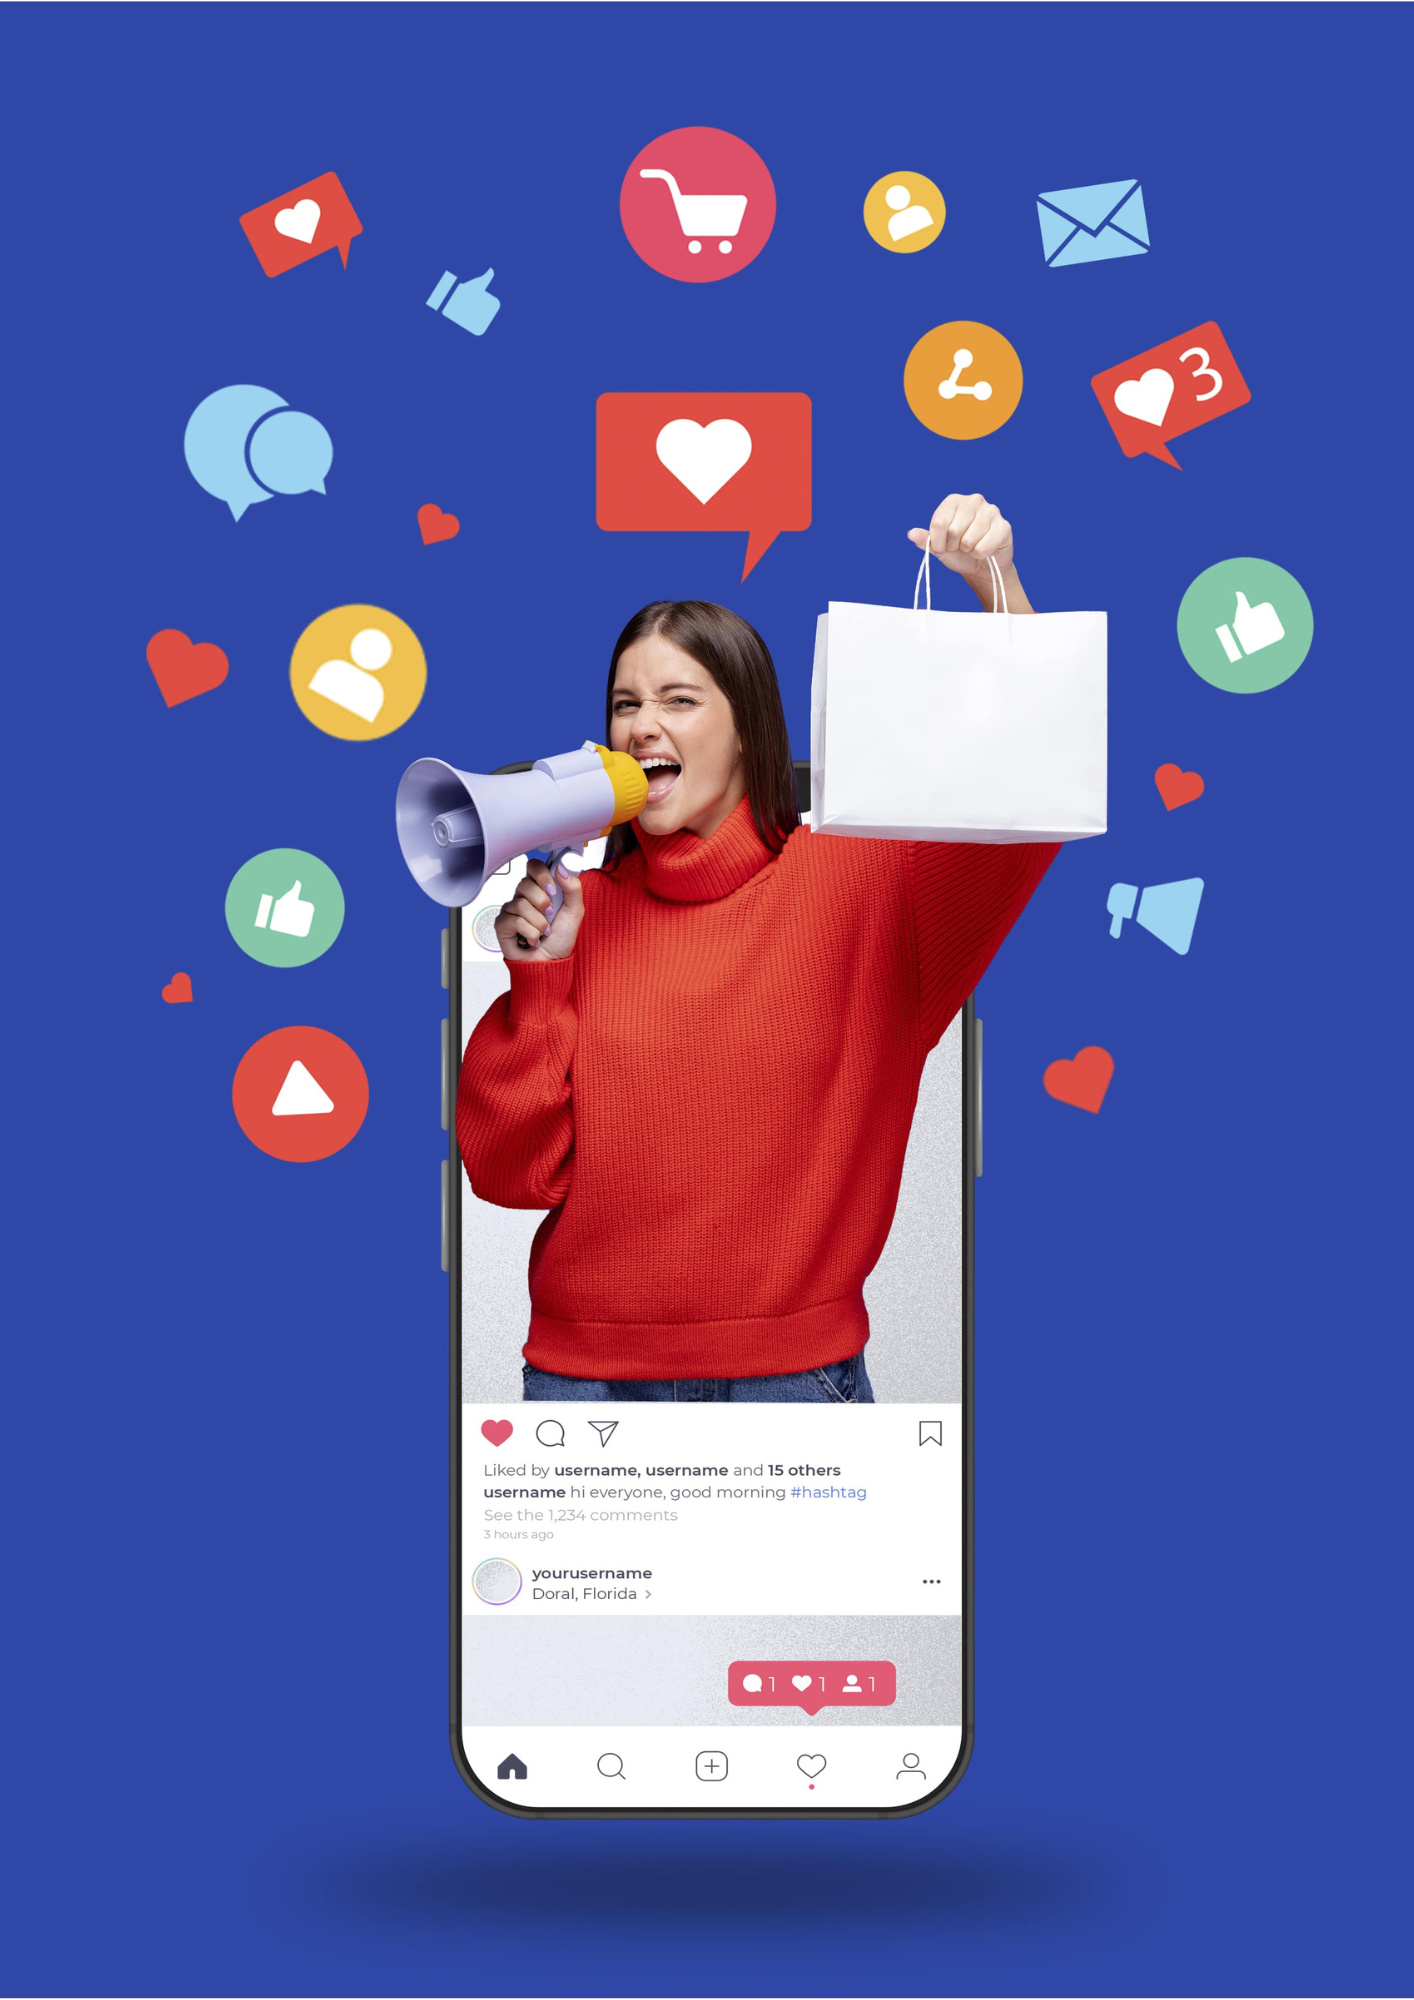 3
Liked by username, username and 15 others
username hi everyone, good morning #hashtag
See the 1,234 comments
3 hours ago
yourusername
Doral, Florida >
1 1 1